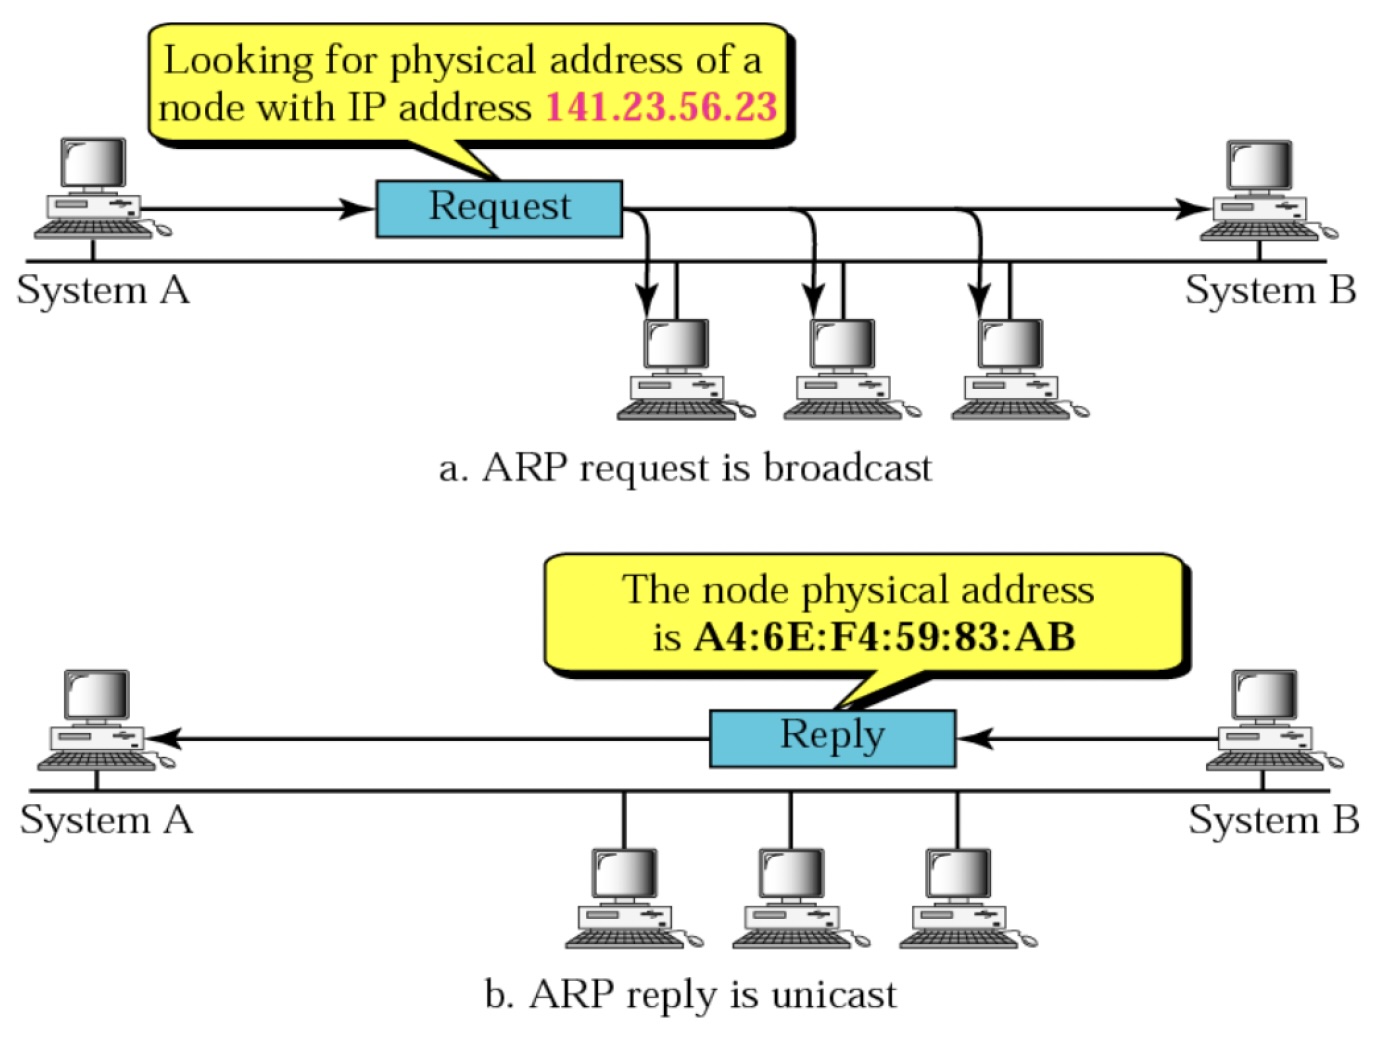 Looking for physical address of a
node with IP address 141.23.56.23
Request
System A
System B
a. ARP request is broadcast
The node physical address
is A4:6E:F4:59:83:AB
Reply
System A
System B
b. ARP reply is unicast